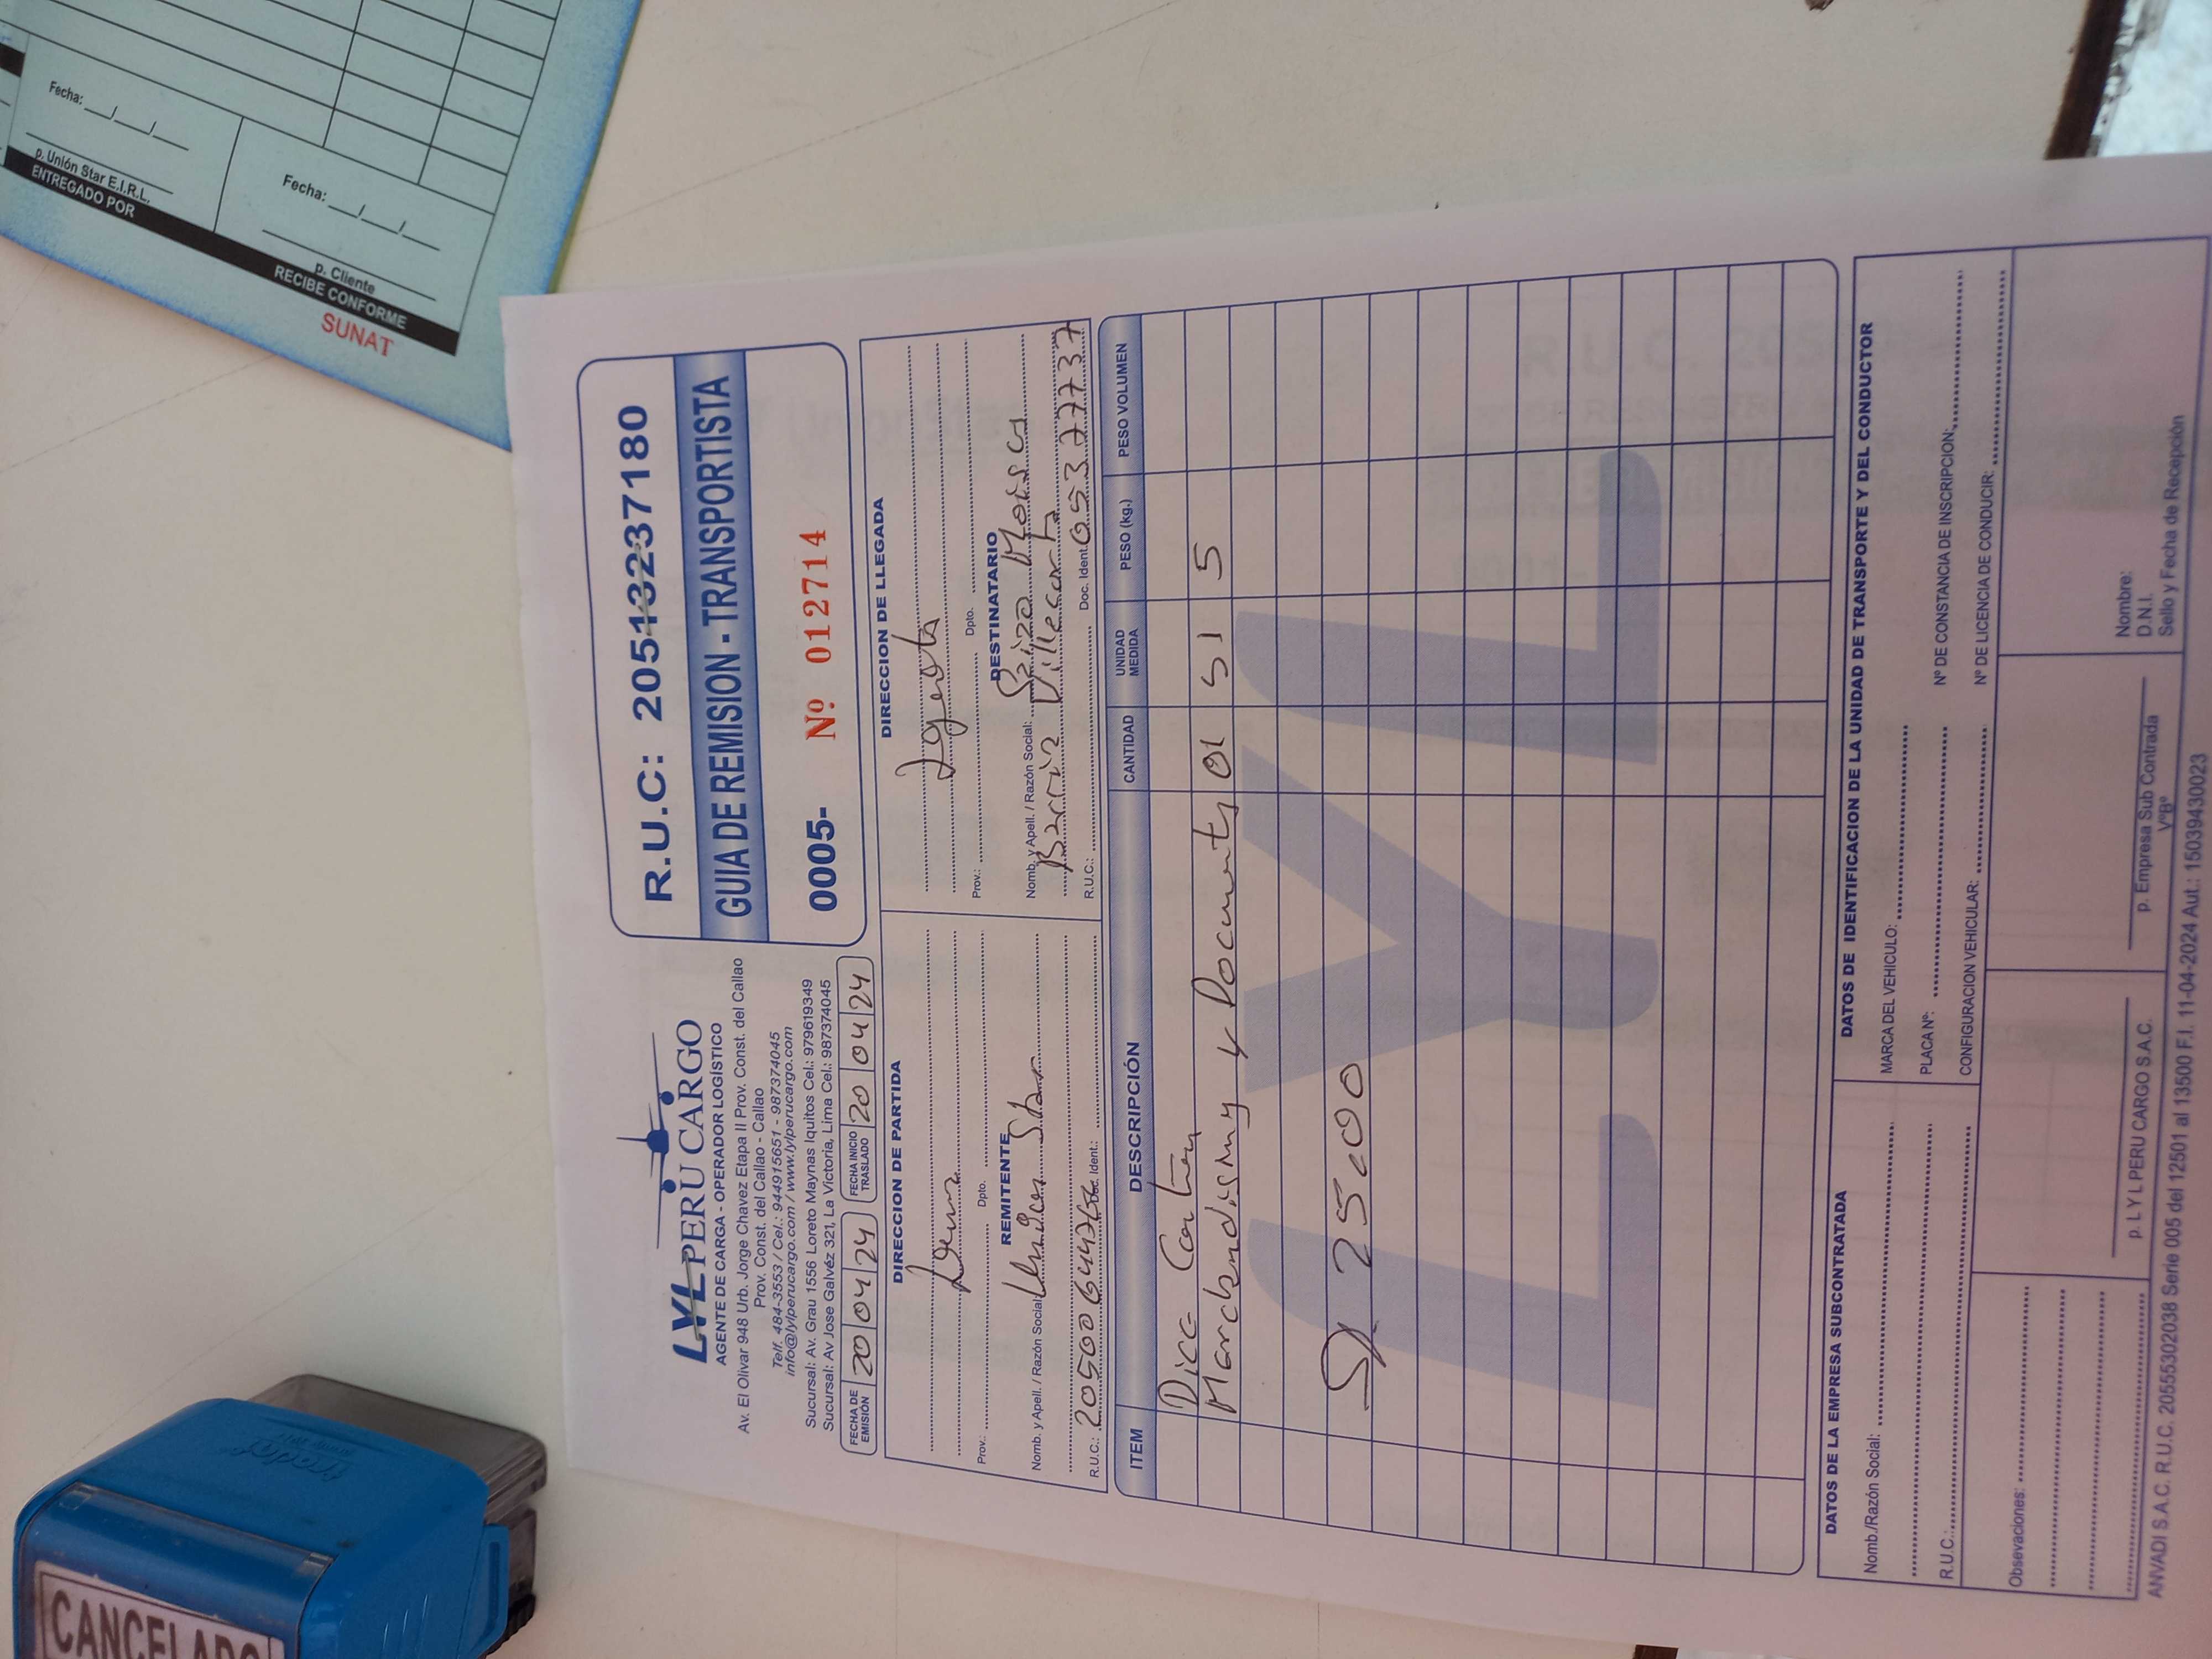 LYL PERU CARGO
AGENTE DE CARGA - OPERADOR LOGÍSTICO
Av. El Olivar 948 Urb. Jorge Chavez Etapa II Prov. Const. del Callao
Prov. Const. del Callao - Callao
Telf. 484-3553 / Cel.: 944915651 - 987374045
info@lylperucargo.com / www.lylperucargo.com
Sucursal: Av. Grau 1556 Loreto Maynas Iquitos Cel.: 979619349
Sucursal: Av Jose Galvéz 321, La Victoria, Lima Cel.: 987374045
R.U.C: 20513237180
GUIA DE REMISION - TRANSPORTISTA
0005- Nº 012714
FECHA DE EMISIÓN 20 04 24
FECHA INICIO TRASLADO 20 04 24
DIRECCION DE PARTIDA
Prov.: Dpto.
REMITENTE
Nomb. y Apell. / Razón Social: Star
R.U.C.: Doc. Ident.:
DIRECCION DE LLEGADA
Prov.: Dpto.
DESTINATARIO
Nomb. y Apell. / Razón Social:
R.U.C.: Doc. Ident. 05377737
ITEM DESCRIPCIÓN CANTIDAD UNIDAD MEDIDA PESO (kg.) PESO VOLUMEN
Dice
y Documentos 01 5
S/. 25.00
LYL
DATOS DE LA EMPRESA SUBCONTRATADA
Nomb./Razón Social:
R.U.C.:
DATOS DE IDENTIFICACION DE LA UNIDAD DE TRANSPORTE Y DEL CONDUCTOR
MARCA DEL VEHICULO:
PLACA Nº: Nº DE CONSTANCIA DE INSCRIPCION:
CONFIGURACION VEHICULAR: Nº DE LICENCIA DE CONDUCIR:
Obsevaciones:
p. L Y L PERU CARGO S.A.C.
p. Empresa Sub Contrada
VºBº
Nombre:
D.N.I.
Sello y Fecha de Recepción
ANVADI S.A.C. R.U.C. 20555302038 Serie 005 del 12501 al 13500 F.I. 11-04-2024 Aut.: 1503943023
Fecha:
p. Unión Star E.I.R.L.
ENTREGADO POR
Fecha:
p. Cliente
RECIBE CONFORME
SUNAT
trodat
CANCELADO